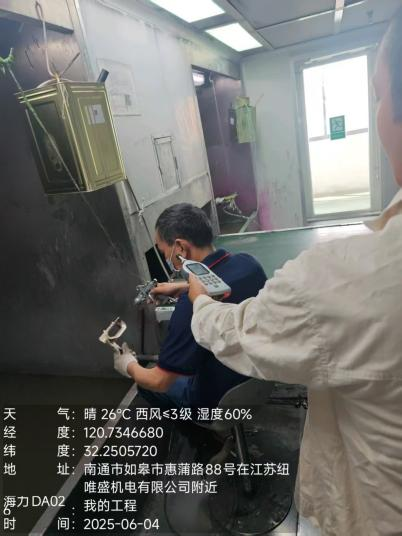 天气：晴 26℃ 西风≤3级 湿度60%
经度：120.7346680
纬度：32.2505720
地址：南通市如皋市惠蒲路88号在江苏纽
唯盛机电有限公司附近
海力DA02
6：我的工程
时间：2025-06-04